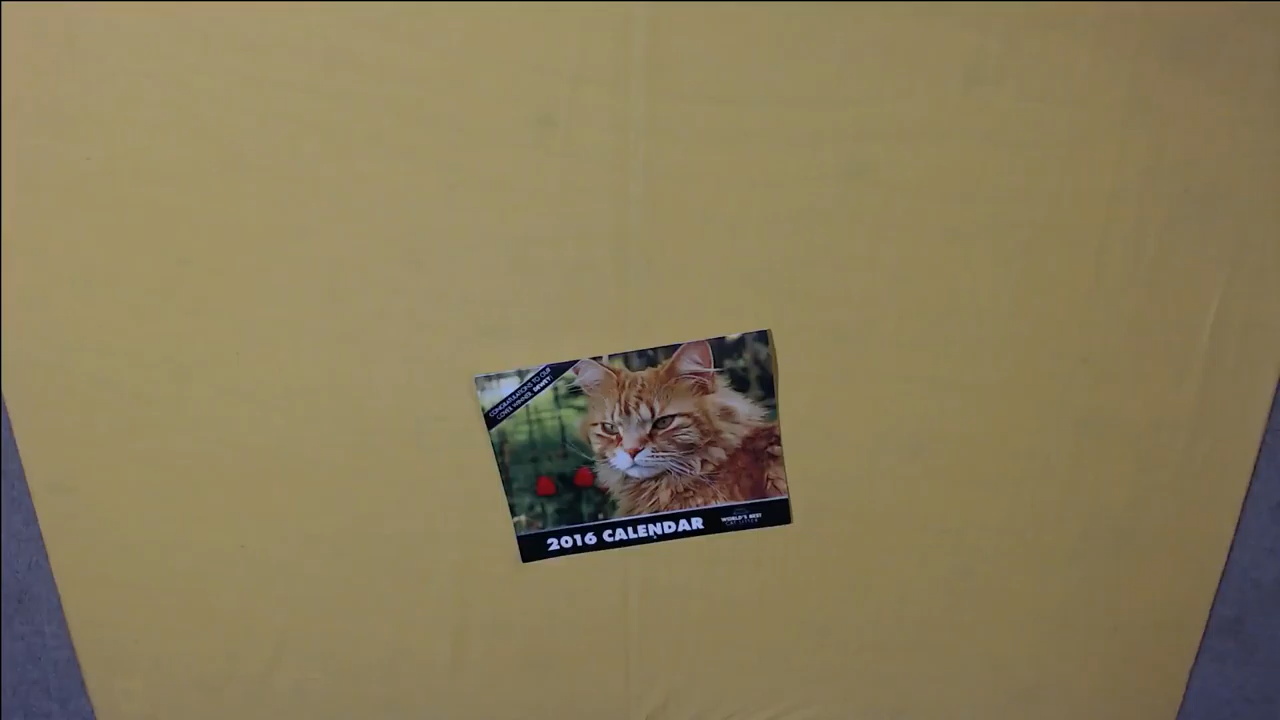 CONGRATULATIONS TO OUR
COVER WINNER, DEWEY!
2016 CALENDAR
WORLD'S BEST
CAT LITTER